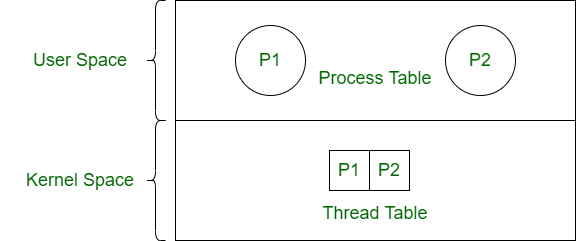 User Space
P1
P2
Process Table
Kernel Space
P1 P2
Thread Table